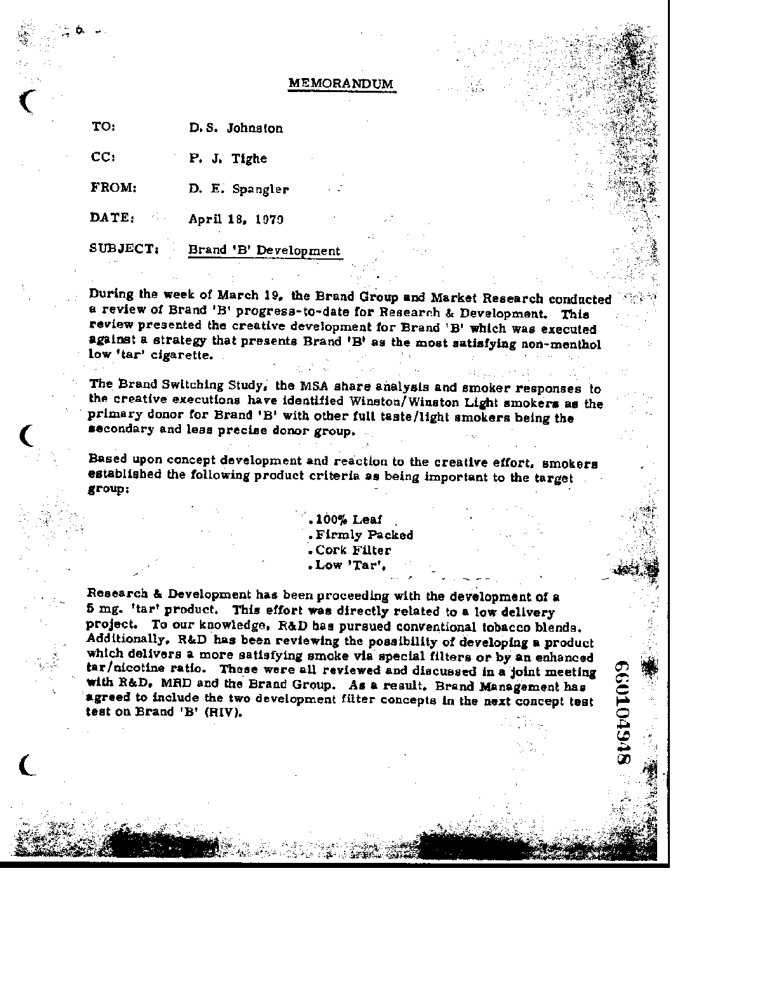 MEMORANDUM
TO: D.S. Johnston
CC: P. J. Tighe
FROM: D. E. Spangler
DATE: April 18, 1979
SUBJECT: Brand 'B' Development
During the week of March 19, the Brand Group and Market Research conducted
a review of Brand 'B' progress-to-date for Research & Development. This
review presented the creative development for Brand 'B' which was executed
against a strategy that presents Brand 'B' as the most satisfying non-menthol
low 'tar' cigarette.
The Brand Switching Study, the MSA share analysis and smoker responses to
the creative executions have identified Winston/Winston Light smokers as the
primary donor for Brand 'B' with other full taste/light smokers being the
secondary and less precise donor group.
Based upon concept development and reaction to the creative effort, smokers
established the following product criteria as being important to the target
group:
. 100% Leaf
. Firmly Packed
. Cork Filter
. Low 'Tar'.
Research & Development has been proceeding with the development of a
5 mg. 'tar' product. This effort was directly related to a low delivery
project. To our knowledge, R&D has pursued conventional tobacco blends.
Additionally, R&D has been reviewing the possibility of developing a product
which delivers a more satisfying smoke via special filters or by an enhanced
tar/nicotine ratio. These were all reviewed and discussed in a joint meeting
with R&D, MRD and the Brand Group. As a result, Brand Management has
agreed to include the two development filter concepts in the next concept test
test on Brand 'B' (RIV).
660104948